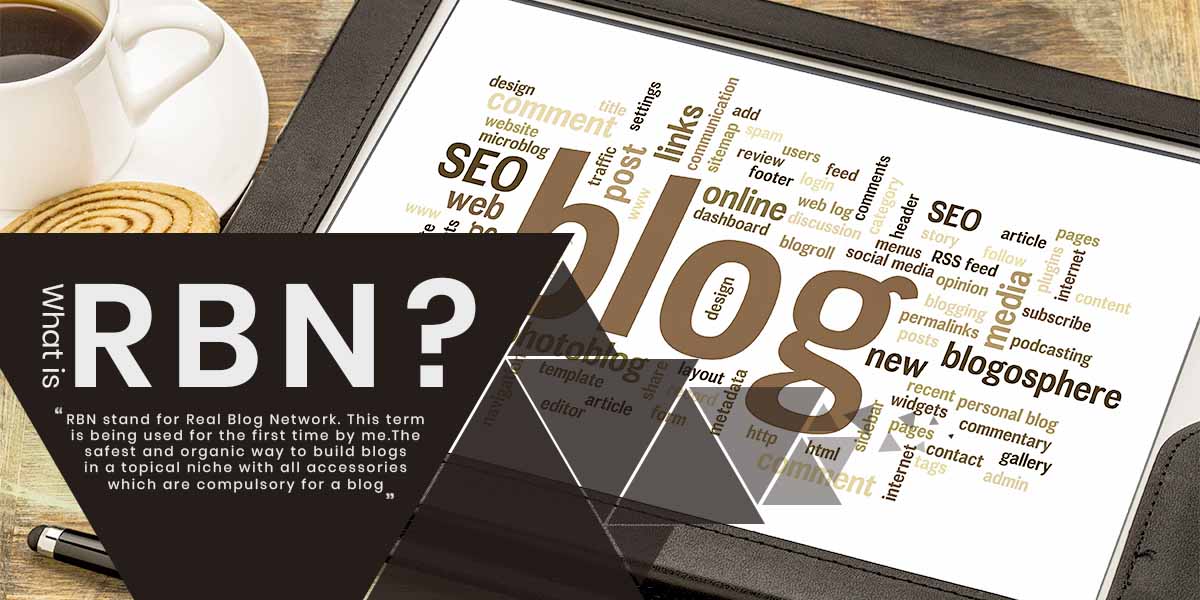 What is
RBN?
“RBN stand for Real Blog Network. This term
is being used for the first time by me.The
safest and organic way to build blogs
in a topical niche with all accessories
which are compulsory for a blog”
design
comment
title
settings
website
microblog
traffic
post
links
communication
sitemap
add
spam
review
users
feed
footer
login
comments
SEO
web
www
www
online
web log
category
dashboard
discussion
header
SEO
blogroll
menus
story
article
pages
social media
RSS feed
follow
plugins
internet
blog
design
opinion
media
content
blogging
permalinks
subscribe
posts
podcasting
photoblog
new
blogosphere
template
share
layout
recent
personal blog
article
record
metadata
widgets
editor
form
sidebar
pages
commentary
http
html
contact
gallery
comment
internet
tags
admin